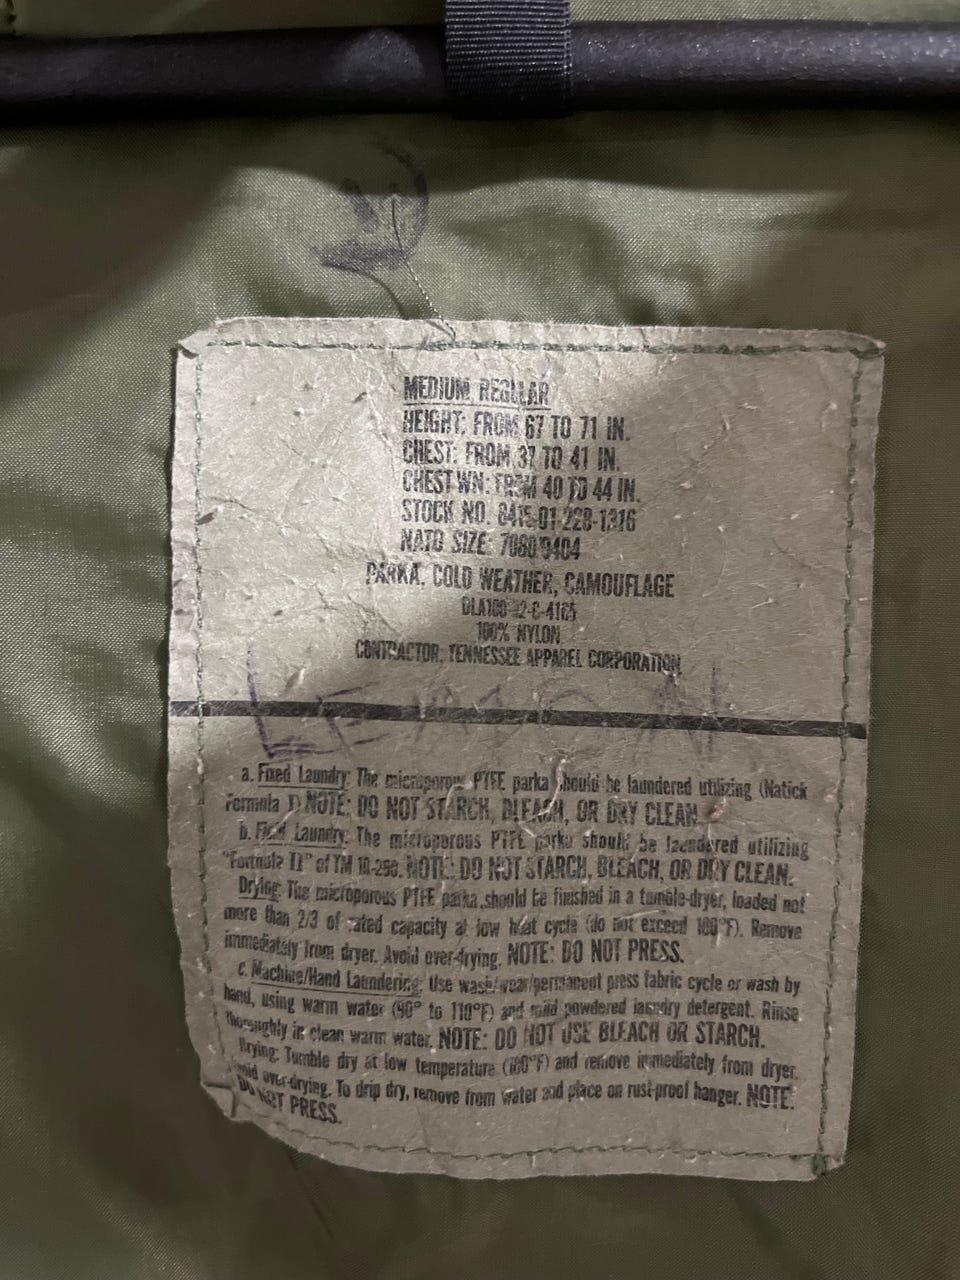 MEDIUM REGULAR
HEIGHT: FROM 67 TO 71 IN.
CHEST: FROM 37 TO 41 IN.
CHEST WN: FROM 40 TO 44 IN.
STOCK NO. 8415-01-228-1316
NATO SIZE: 7080/9404
PARKA, COLD WEATHER, CAMOUFLAGE
100% NYLON
CONTRACTOR: TENNESSEE APPAREL CORPORATION
a. Fixed Laundry: The microporous PTFE parka should be laundered utilizing (Natick
Formula I) NOTE: DO NOT STARCH, BLEACH, OR DRY CLEAN.
b. Field Laundry: The microporous PTFE parka should be laundered utilizing
"Formula II" of TM 10-280. NOTE: DO NOT STARCH, BLEACH, OR DRY CLEAN.
Drying: The microporous PTFE parka should be finished in a tumble-dryer, loaded not
more than 2/3 of rated capacity at low heat cycle (do not exceed 100°F). Remove
immediately from dryer. Avoid over-drying. NOTE: DO NOT PRESS.
c. Machine/Hand Laundering: Use wash/wear/permanent press fabric cycle or wash by
hand, using warm water (90° to 110°F) and mild powdered laundry detergent. Rinse
thoroughly in clean warm water. NOTE: DO NOT USE BLEACH OR STARCH.
Drying: Tumble dry at low temperature (100°F) and remove immediately from dryer.
Avoid over-drying. To drip dry, remove from water and place on rust-proof hanger. NOTE:
DO NOT PRESS.